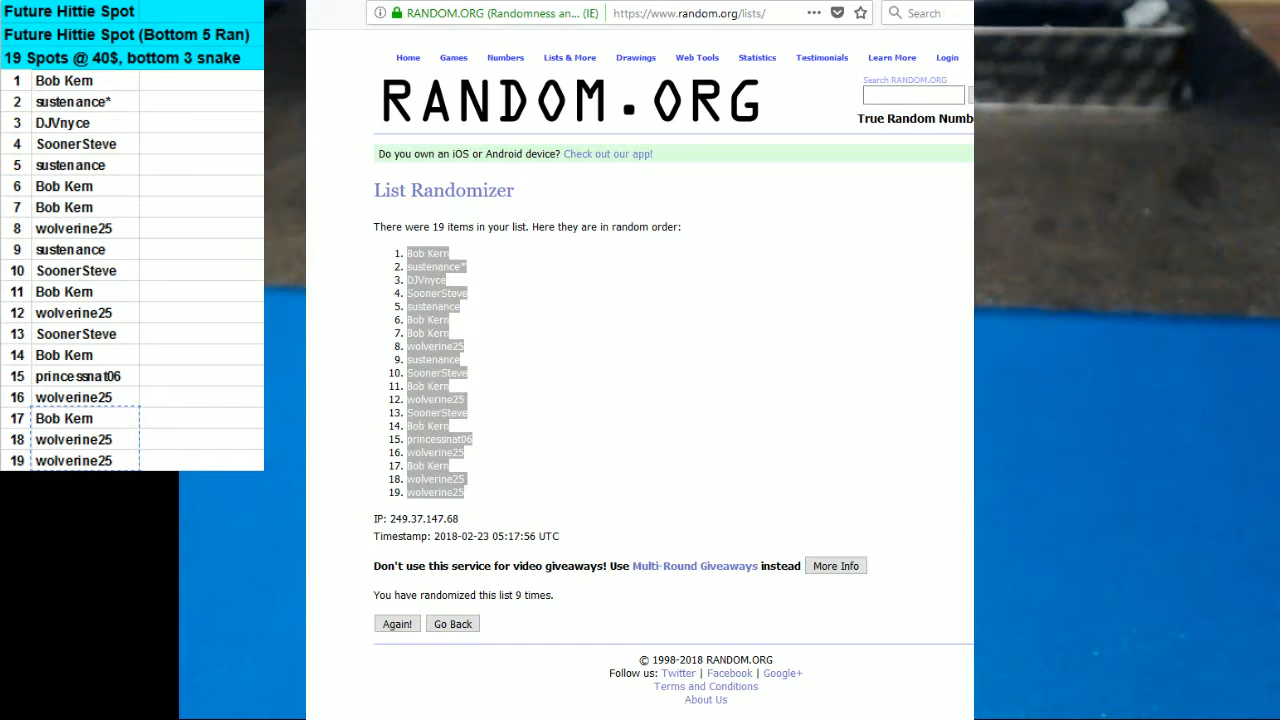 Future Hittie Spot
Future Hittie Spot (Bottom 5 Ran)
19 Spots @ 40$, bottom 3 snake
1 Bob Kern
2 sustenance*
3 DJVnyce
4 SoonerSteve
5 sustenance
6 Bob Kern
7 Bob Kern
8 wolverine25
9 sustenance
10 SoonerSteve
11 Bob Kern
12 wolverine25
13 SoonerSteve
14 Bob Kern
15 princessnat06
16 wolverine25
17 Bob Kern
18 wolverine25
19 wolverine25
RANDOM.ORG (Randomness an... (IE) https://www.random.org/lists/ Search
Home Games Numbers Lists & More Drawings Web Tools Statistics Testimonials Learn More Login
RANDOM.ORG
Search RANDOM.ORG
True Random Numb
Do you own an iOS or Android device? Check out our app!
List Randomizer
There were 19 items in your list. Here they are in random order:
1. Bob Kern
2. sustenance*
3. DJVnyce
4. SoonerSteve
5. sustenance
6. Bob Kern
7. Bob Kern
8. wolverine25
9. sustenance
10. SoonerSteve
11. Bob Kern
12. wolverine25
13. SoonerSteve
14. Bob Kern
15. princessnat06
16. wolverine25
17. Bob Kern
18. wolverine25
19. wolverine25
IP: 249.37.147.68
Timestamp: 2018-02-23 05:17:56 UTC
Don't use this service for video giveaways! Use Multi-Round Giveaways instead More Info
You have randomized this list 9 times.
Again! Go Back
© 1998-2018 RANDOM.ORG
Follow us: Twitter | Facebook | Google+
Terms and Conditions
About Us